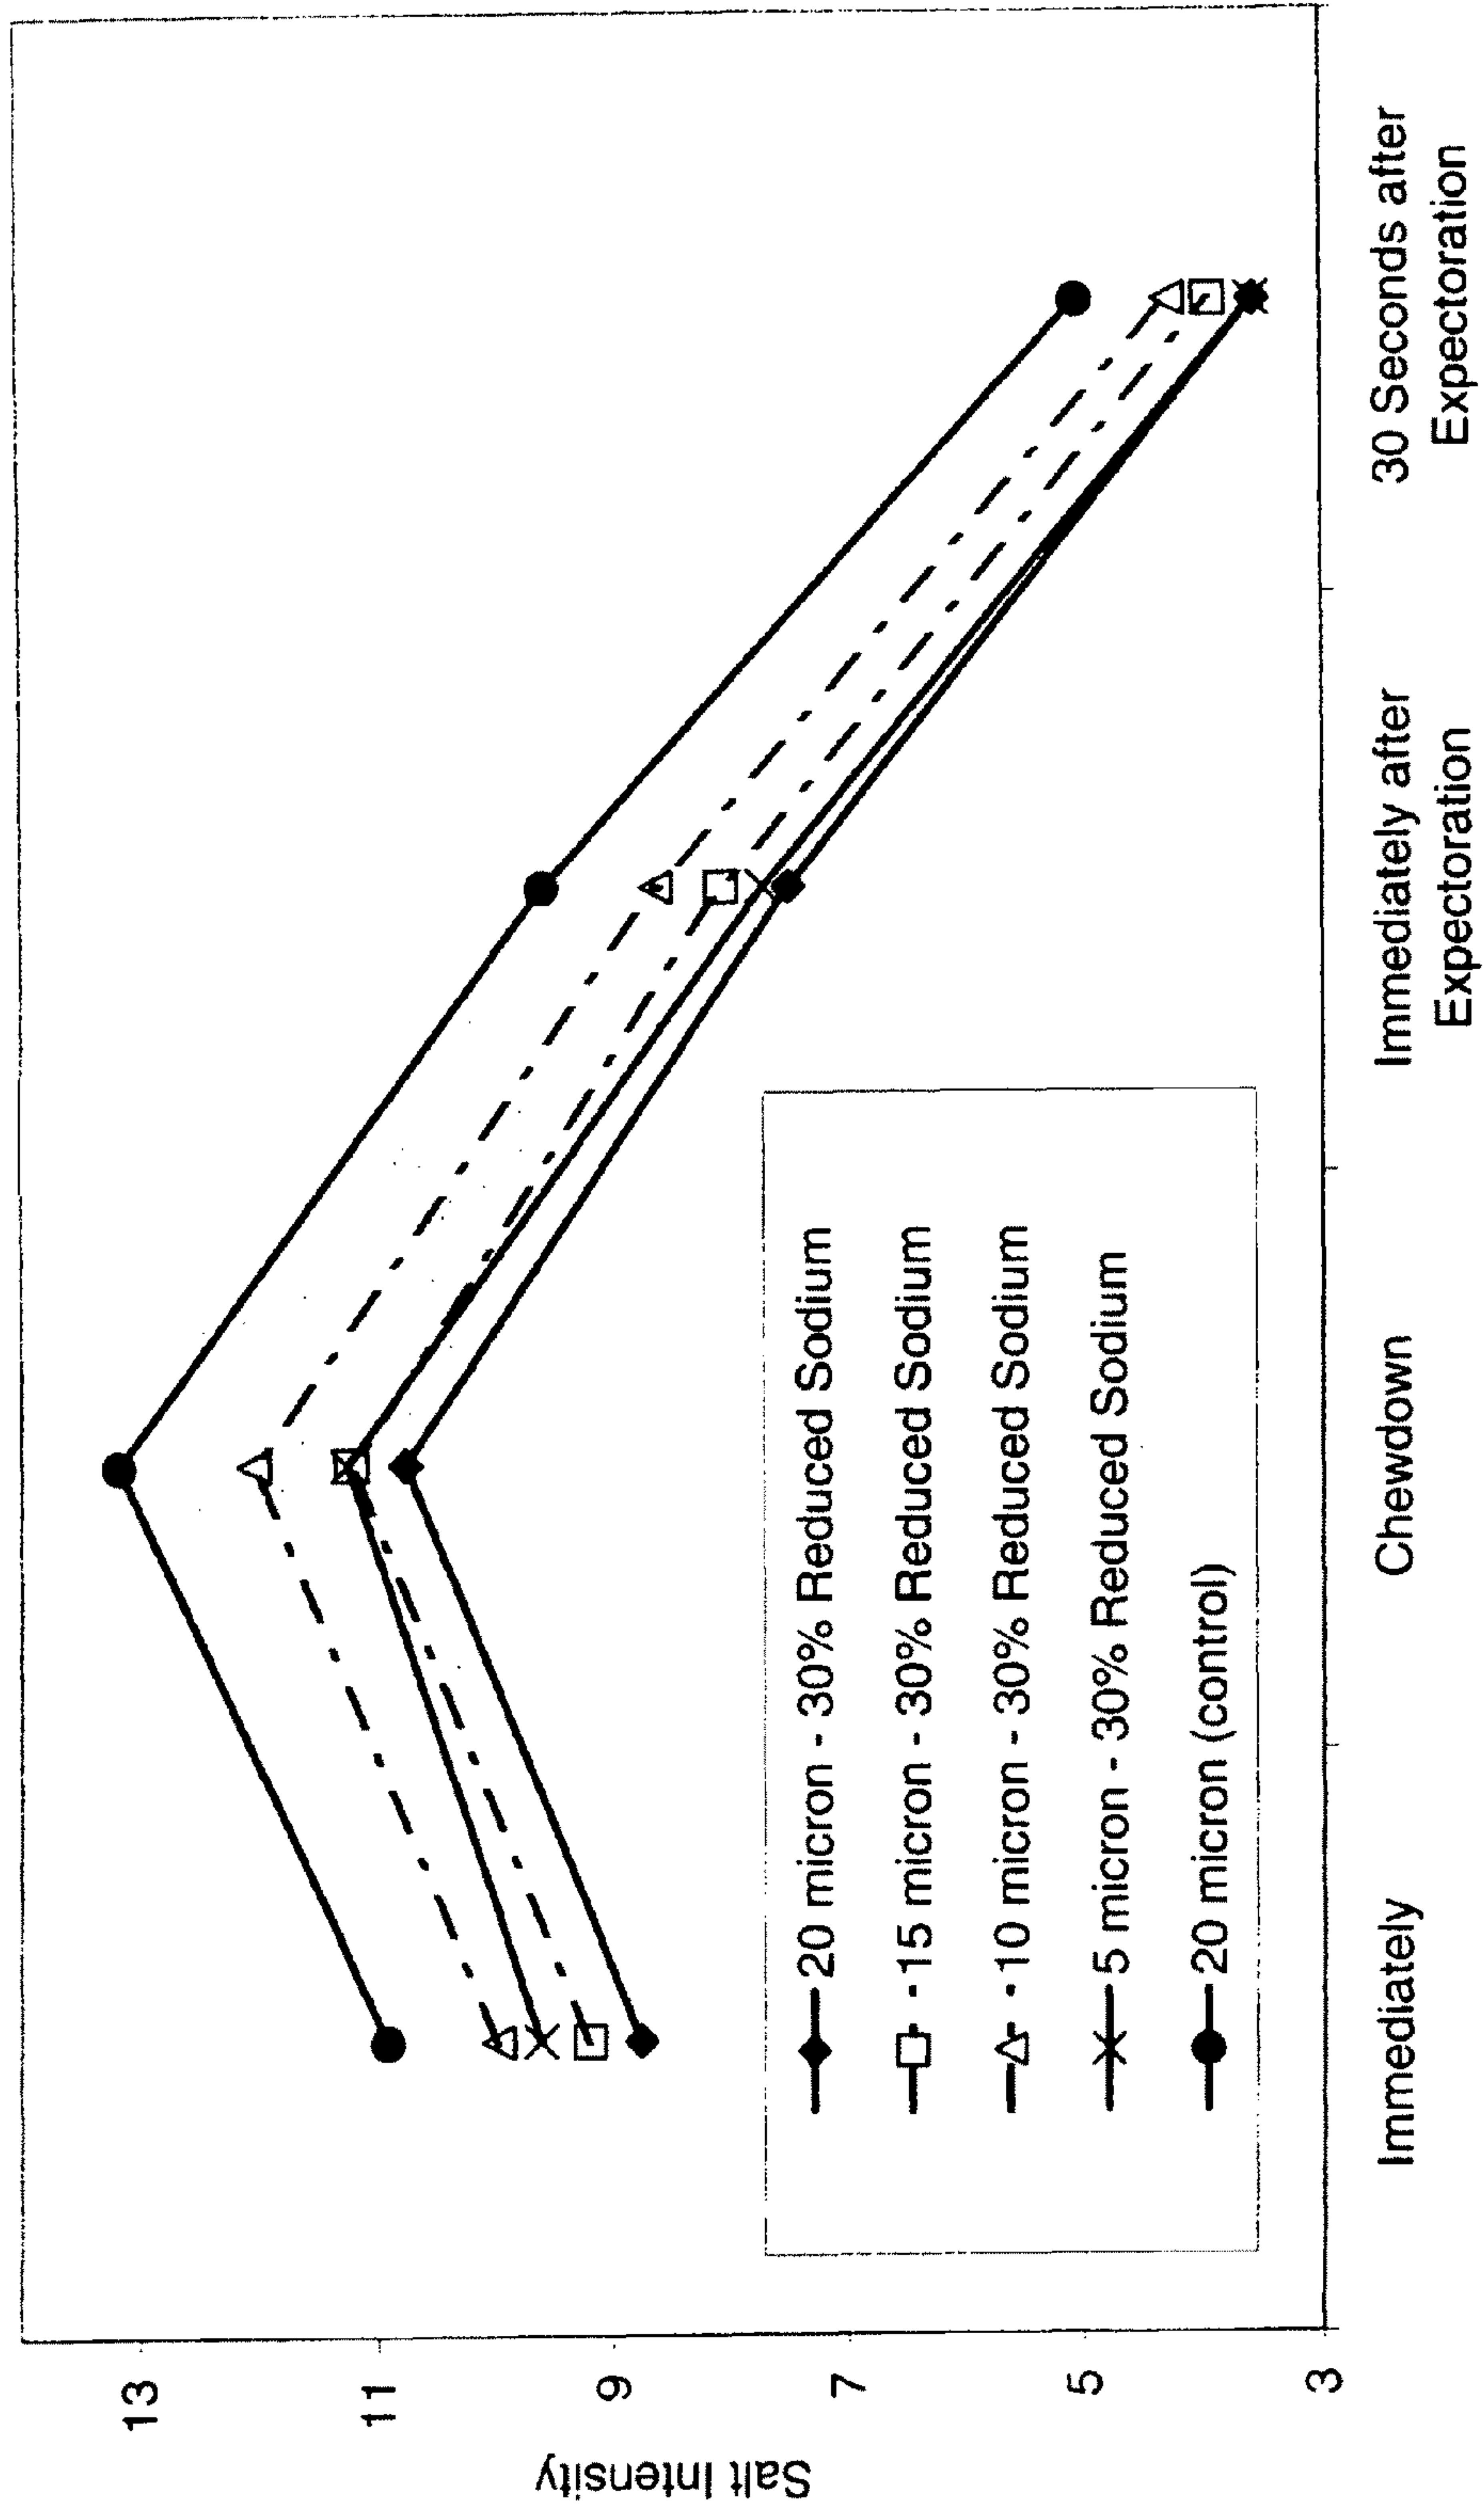 Salt Intensity
13
11
9
7
5
3
20 micron - 30% Reduced Sodium
15 micron - 30% Reduced Sodium
10 micron - 30% Reduced Sodium
5 micron - 30% Reduced Sodium
20 micron (control)
Immediately
Chewdown
Immediately after
Expectoration
30 Seconds after
Expectoration